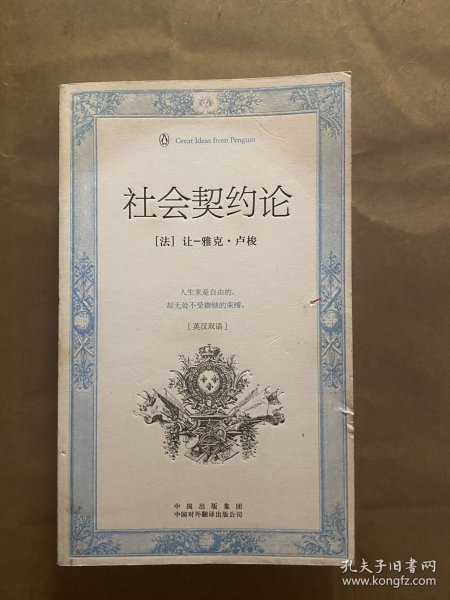 Great Ideas from Penguin
社会契约论
[法] 让-雅克·卢梭
人生来是自由的,
却无处不受枷锁的束缚。
[英汉双语]
中国出版集团
中国对外翻译出版公司
孔夫子旧书网
www.kongfz.com